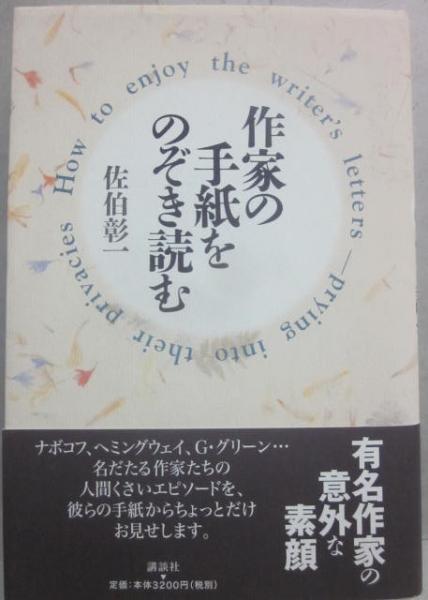 How to enjoy the writer's letters—prying into their privacies
作家の
手紙を
のぞき読む
佐伯彰一
有名作家の
意外な
素顔
ナボコフ、ヘミングウェイ、G・グリーン…
名だたる作家たちの
人間くさいエピソードを、
彼らの手紙からちょっとだけ
お見せします。
講談社
定価：本体3200円（税別）